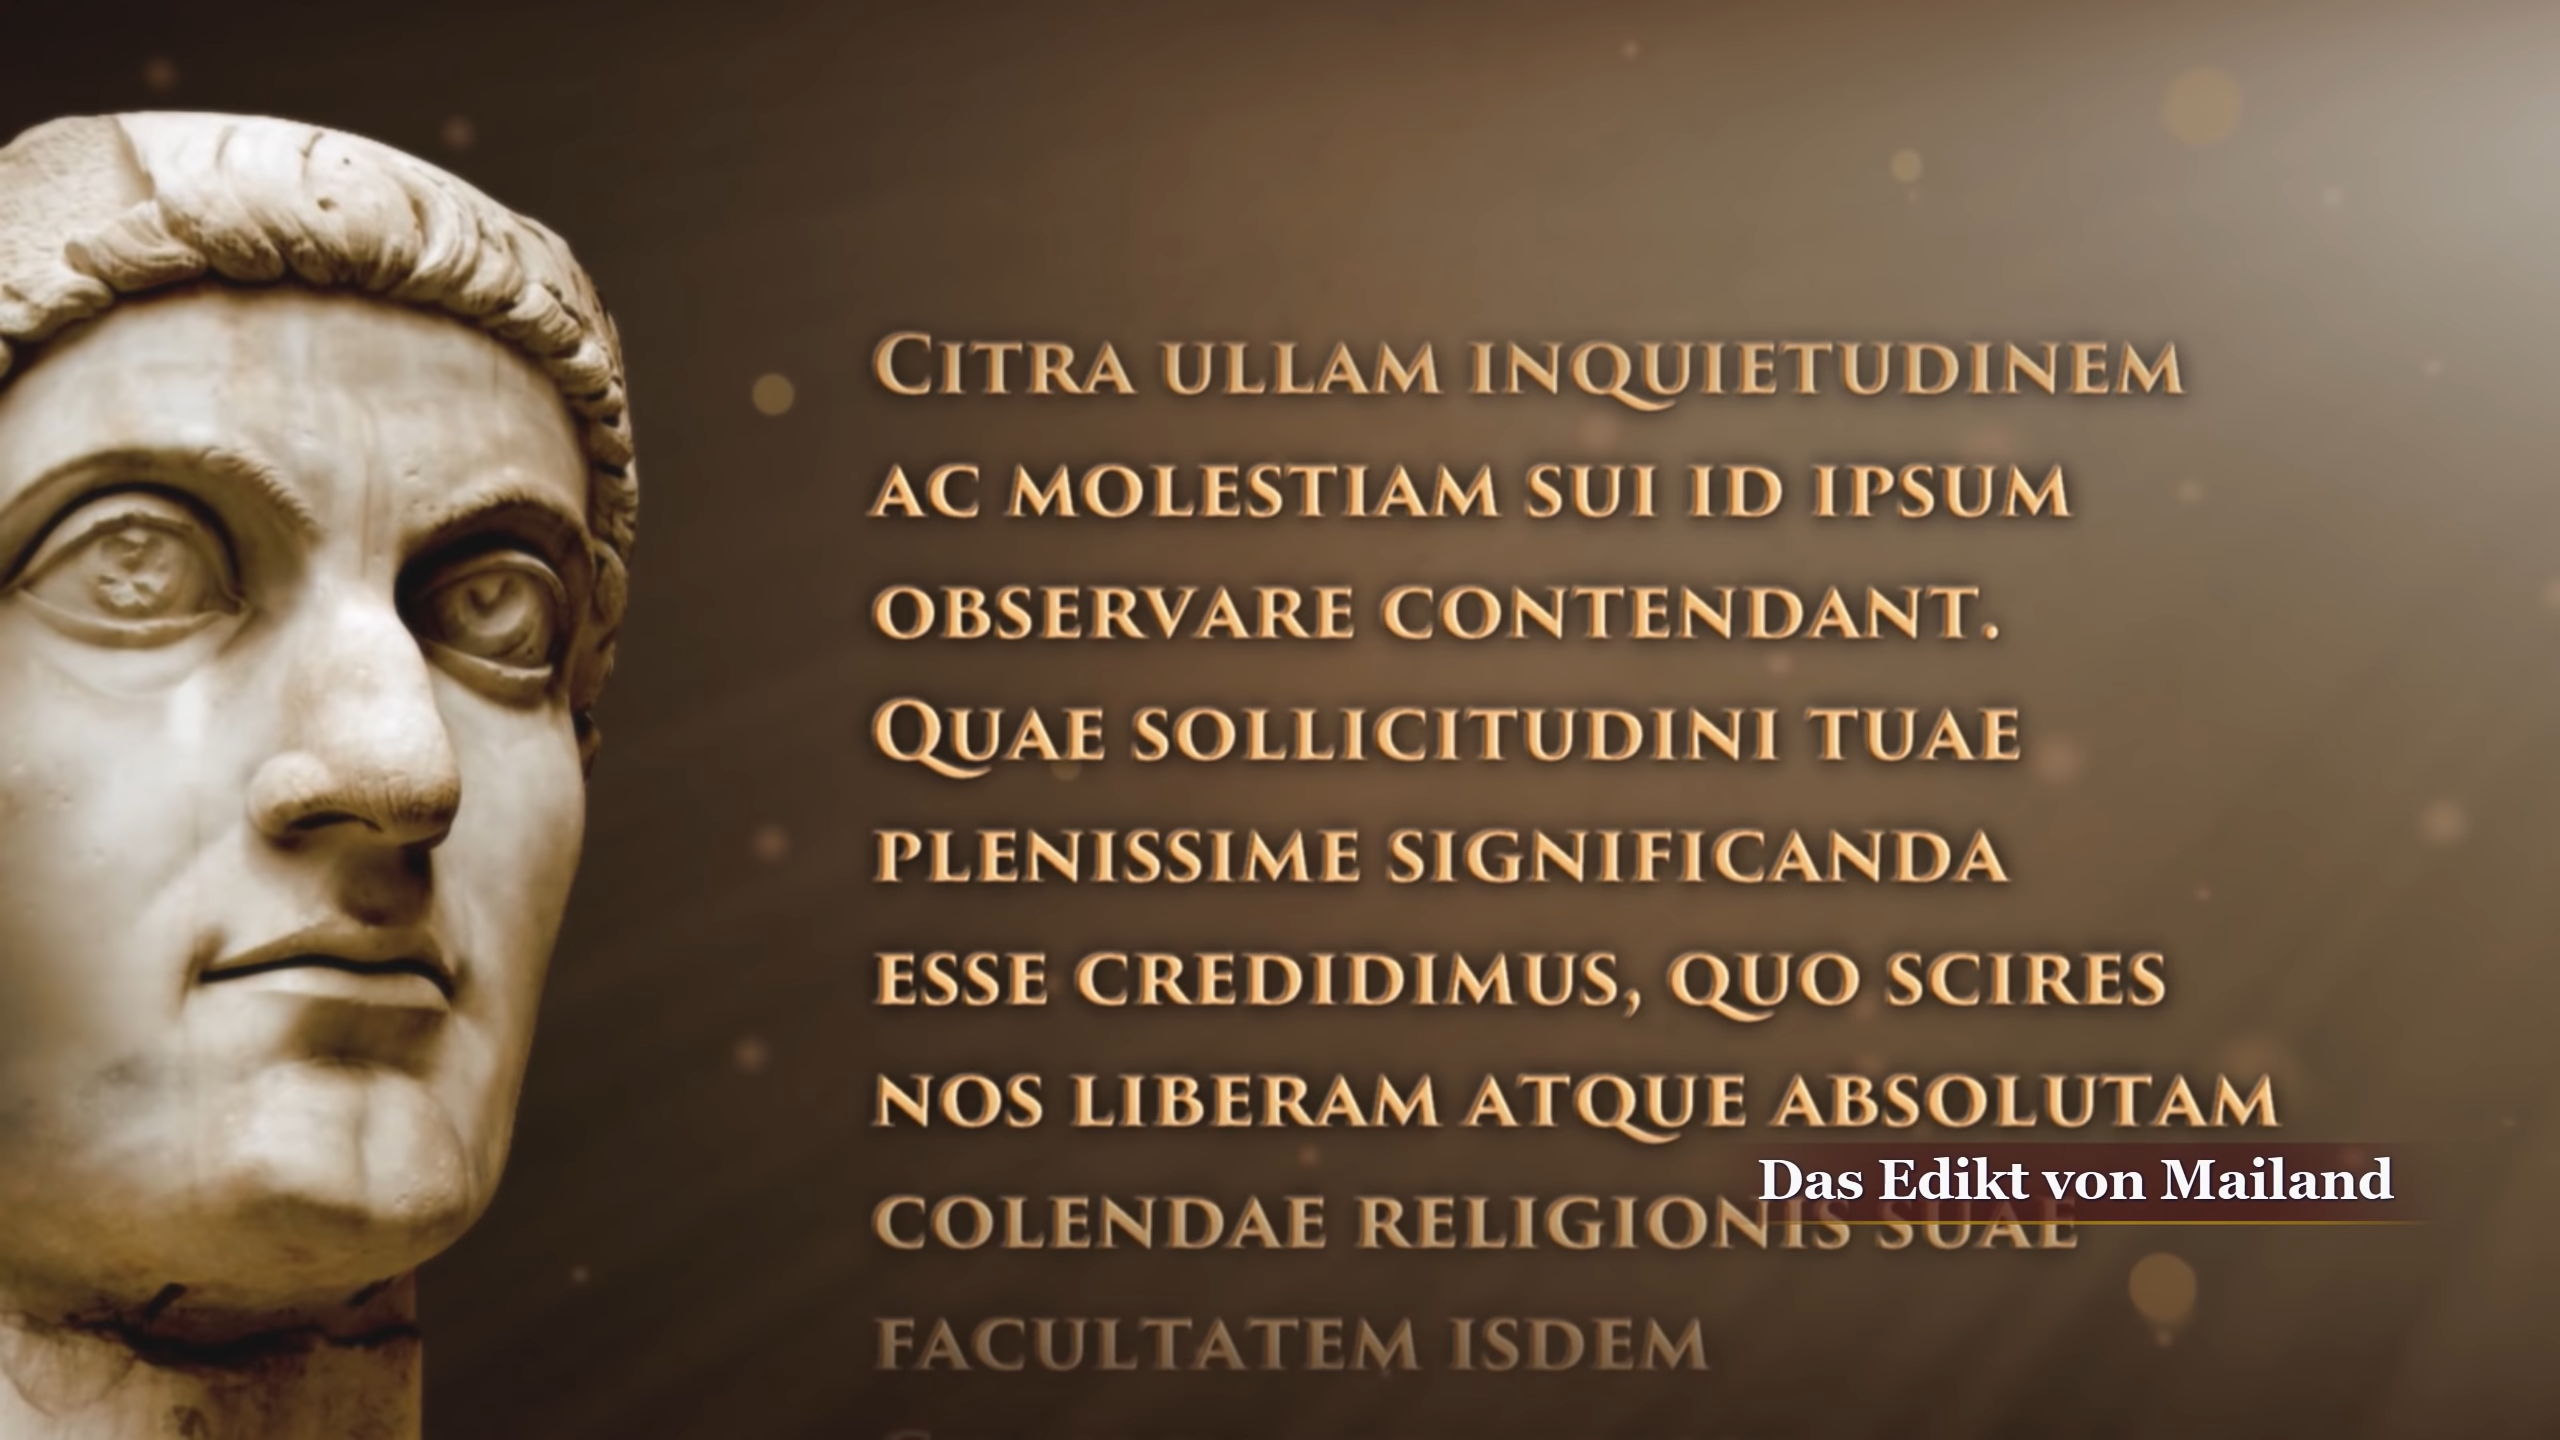 CITRA ULLAM INQUIETUDINEM
AC MOLESTIAM SUI ID IPSUM
OBSERVARE CONTENDANT.
QUAE SOLLICITUDINI TUAE
PLENISSIME SIGNIFICANDA
ESSE CREDIDIMUS, QUO SCIRES
NOS LIBERAM ATQUE ABSOLUTAM
Das Edikt von Mailand
COLENDAE RELIGIONIS SUAE
FACULTATEM ISDEM